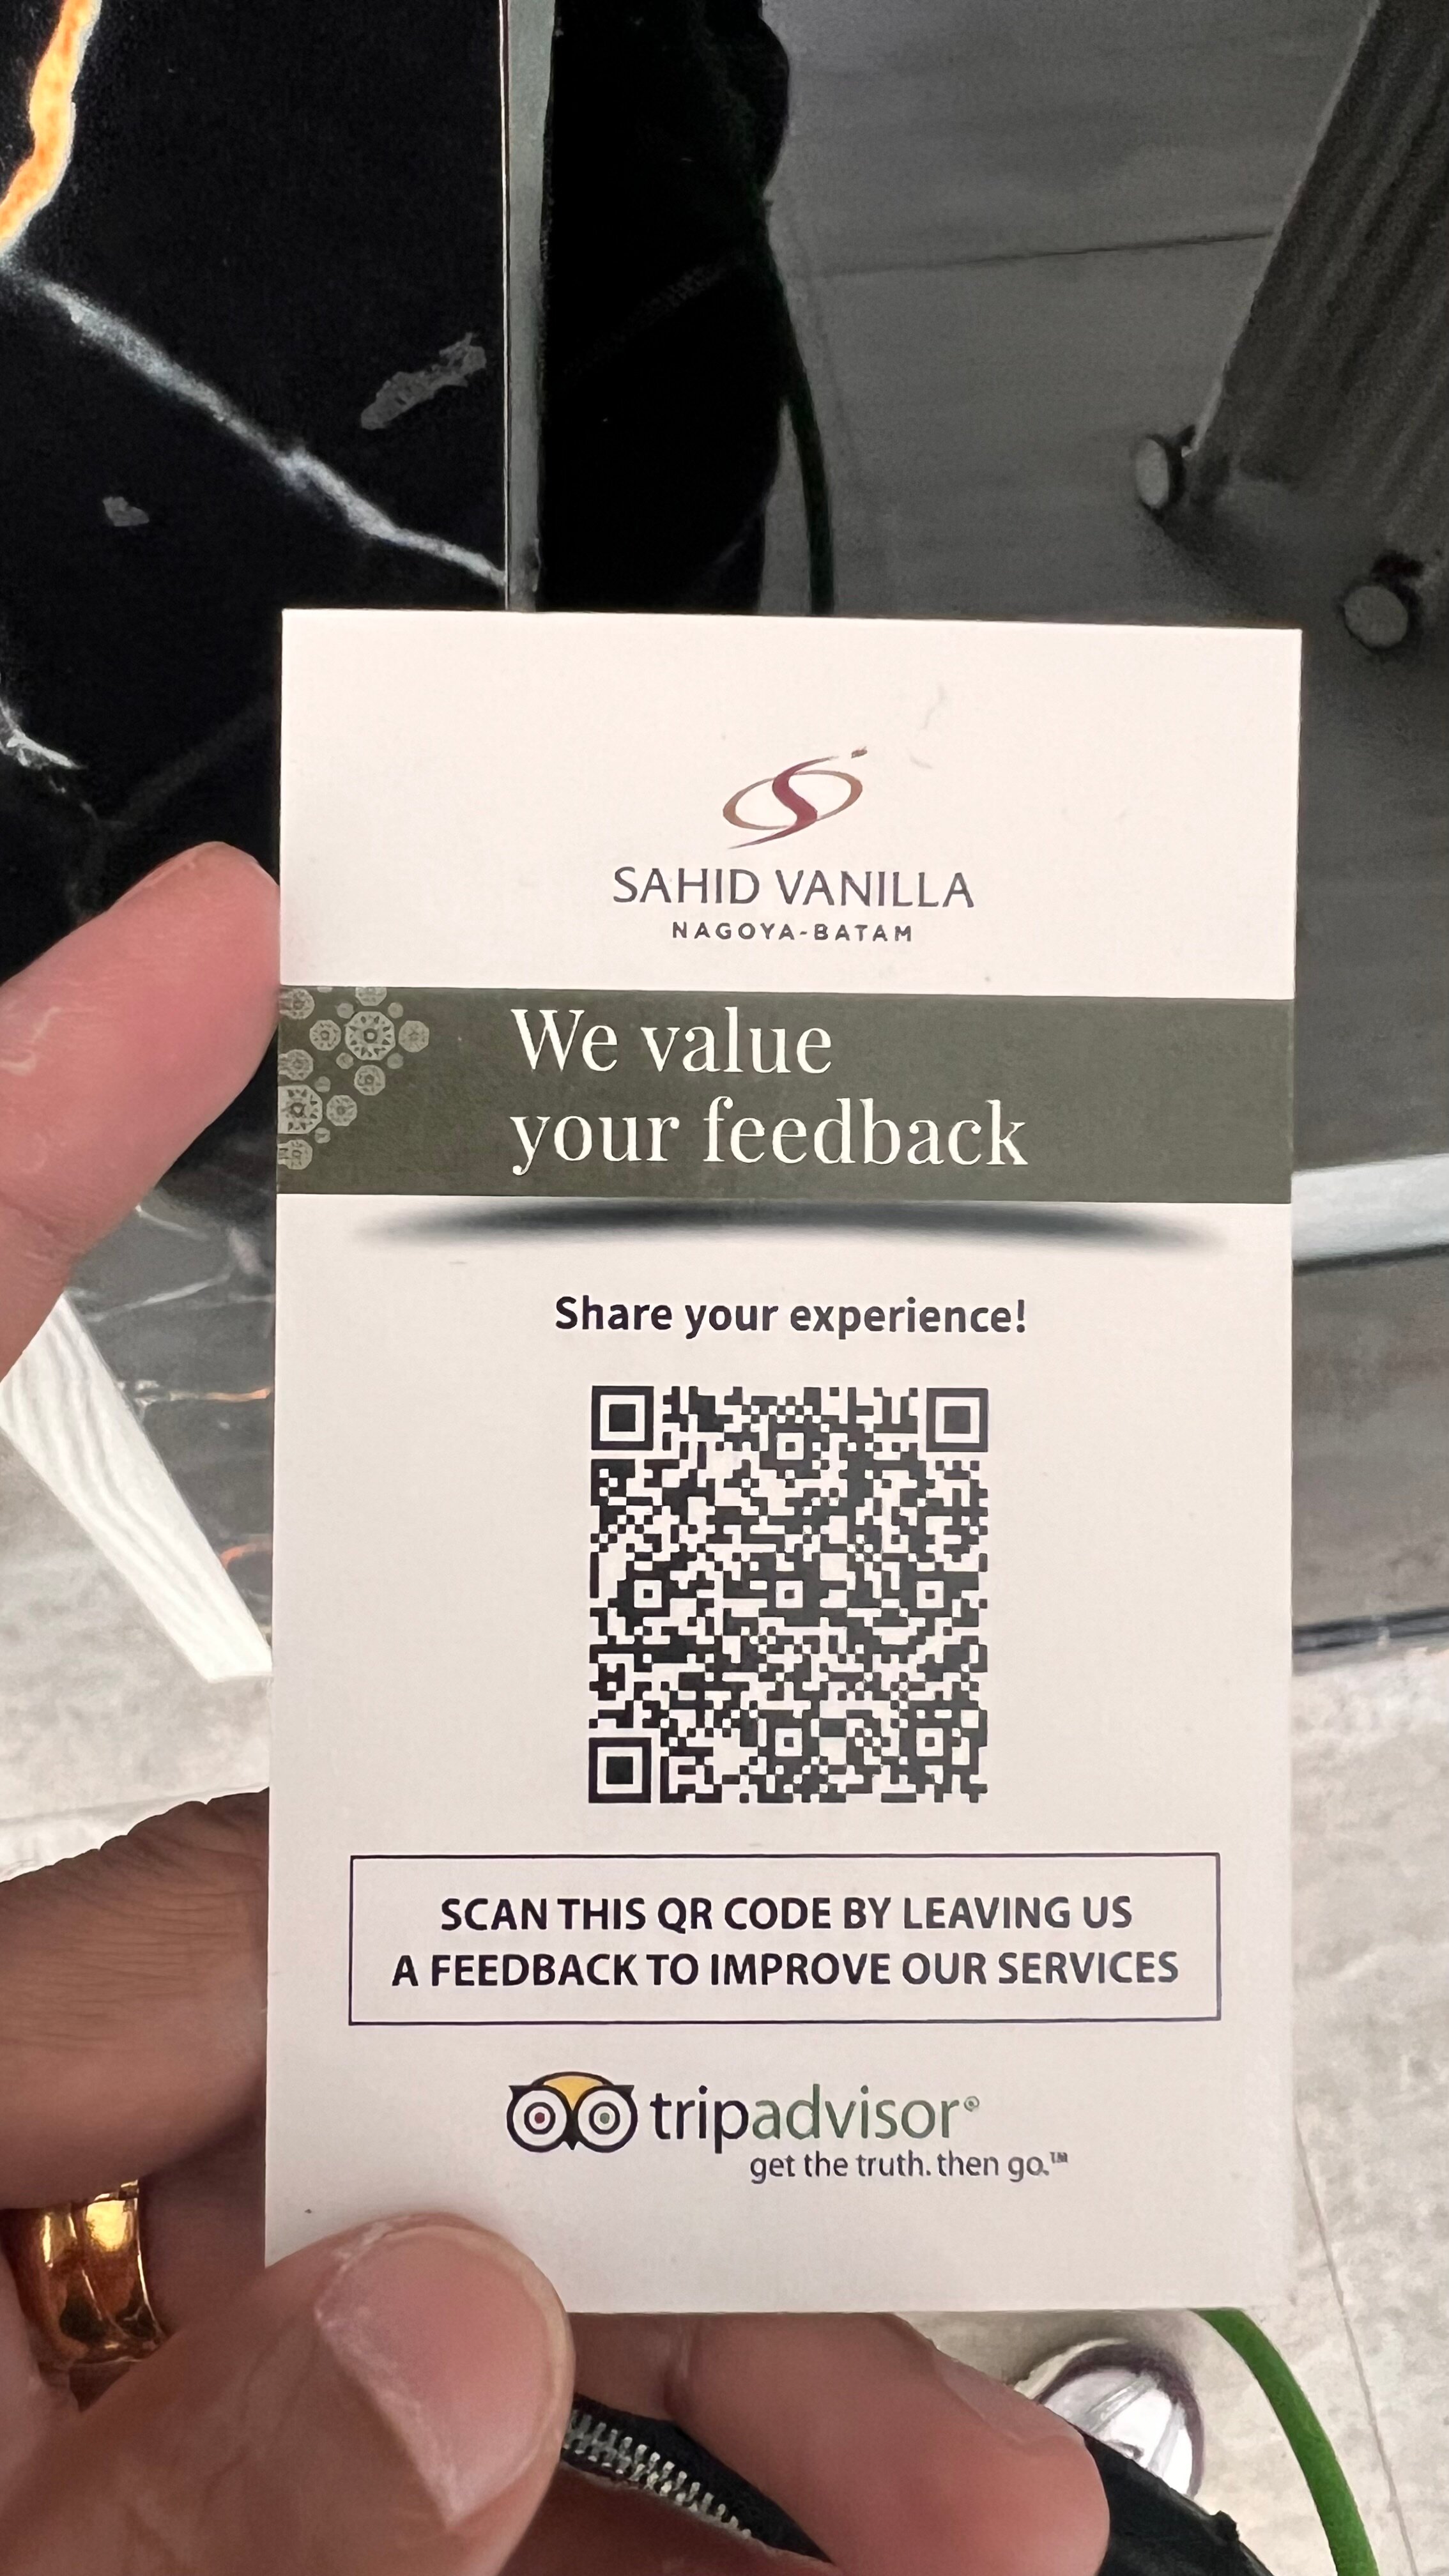 SAHID VANILLA
NAGOYA-BATAM
We value
your feedback
Share your experience!
SCAN THIS QR CODE BY LEAVING US
A FEEDBACK TO IMPROVE OUR SERVICES
tripadvisor®
get the truth. then go.™